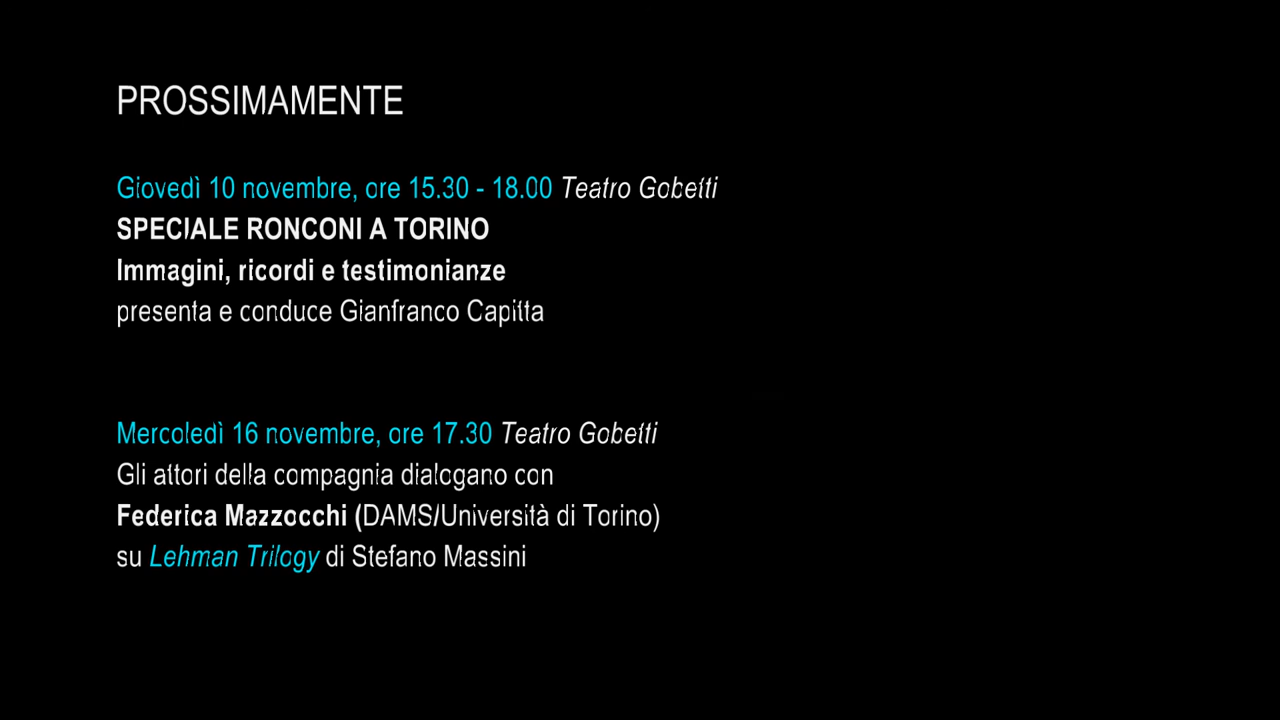 PROSSIMAMENTE
Giovedì 10 novembre, ore 15.30 - 18.00 Teatro Gobetti
SPECIALE RONCONI A TORINO
Immagini, ricordi e testimonianze
presenta e conduce Gianfranco Capitta
Mercoledì 16 novembre, ore 17.30 Teatro Gobetti
Gli attori della compagnia dialogano con
Federica Mazzocchi (DAMS/Università di Torino)
su Lehman Trilogy di Stefano Massini